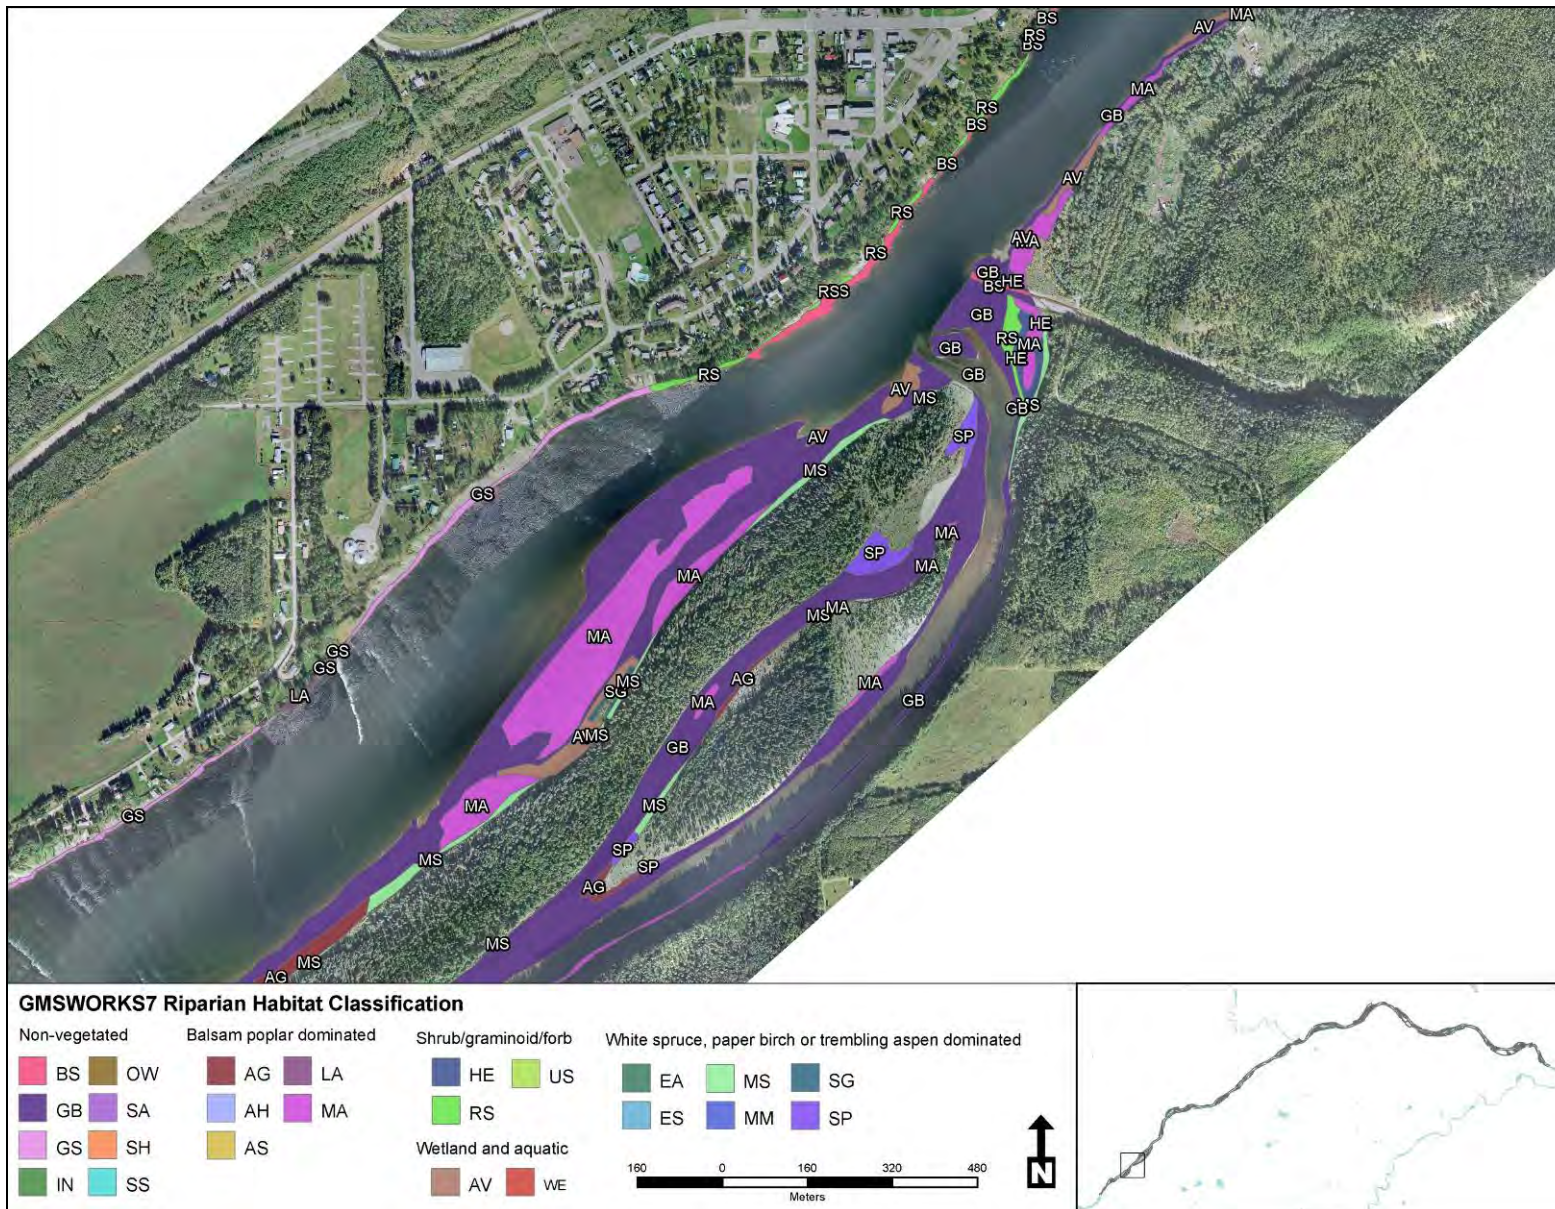 BS
RS
BS
MA
AV
RS
BS
MA
GB
BS
AV
RS
RS
AV
MA
GB
HE
BS
RSS
GB
HE
RS
MA
HE
GB
GB
RS
AV
MS
MS
GB
AV
SP
MS
GS
MA
SP
MA
MA
MS
MA
MA
GS
GS
LA
MS
SG
AG
MA
MA
GB
MS
GB
MA
MS
GS
SP
MS
SP
AG
MS
MS
AG
GMSWORKS7 Riparian Habitat Classification
Non-vegetated
BS OW
GB SA
GS SH
IN SS
Balsam poplar dominated
AG LA
AH MA
AS
Shrub/graminoid/forb
HE US
RS
Wetland and aquatic
AV WE
White spruce, paper birch or trembling aspen dominated
EA MS SG
ES MM SP
160 0 160 320 480
Meters
N